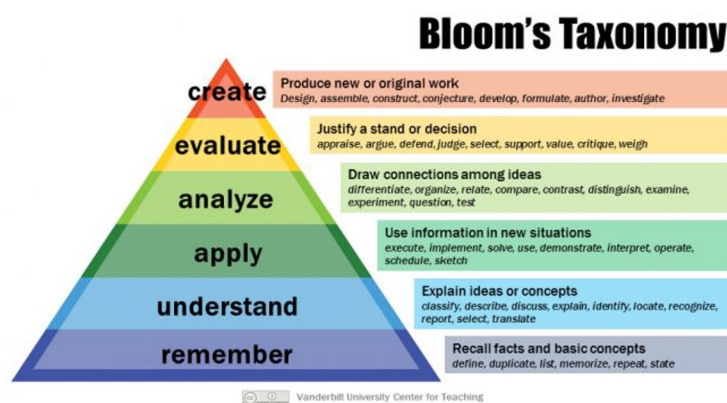 Bloom's Taxonomy
create
Produce new or original work
Design, assemble, construct, conjecture, develop, formulate, author, investigate
evaluate
Justify a stand or decision
appraise, argue, defend, judge, select, support, value, critique, weigh
analyze
Draw connections among ideas
differentiate, organize, relate, compare, contrast, distinguish, examine,
experiment, question, test
apply
Use information in new situations
execute, implement, solve, use, demonstrate, interpret, operate,
schedule, sketch
understand
Explain ideas or concepts
classify, describe, discuss, explain, identify, locate, recognize,
report, select, translate
remember
Recall facts and basic concepts
define, duplicate, list, memorize, repeat, state
cc Vanderbilt University Center for Teaching